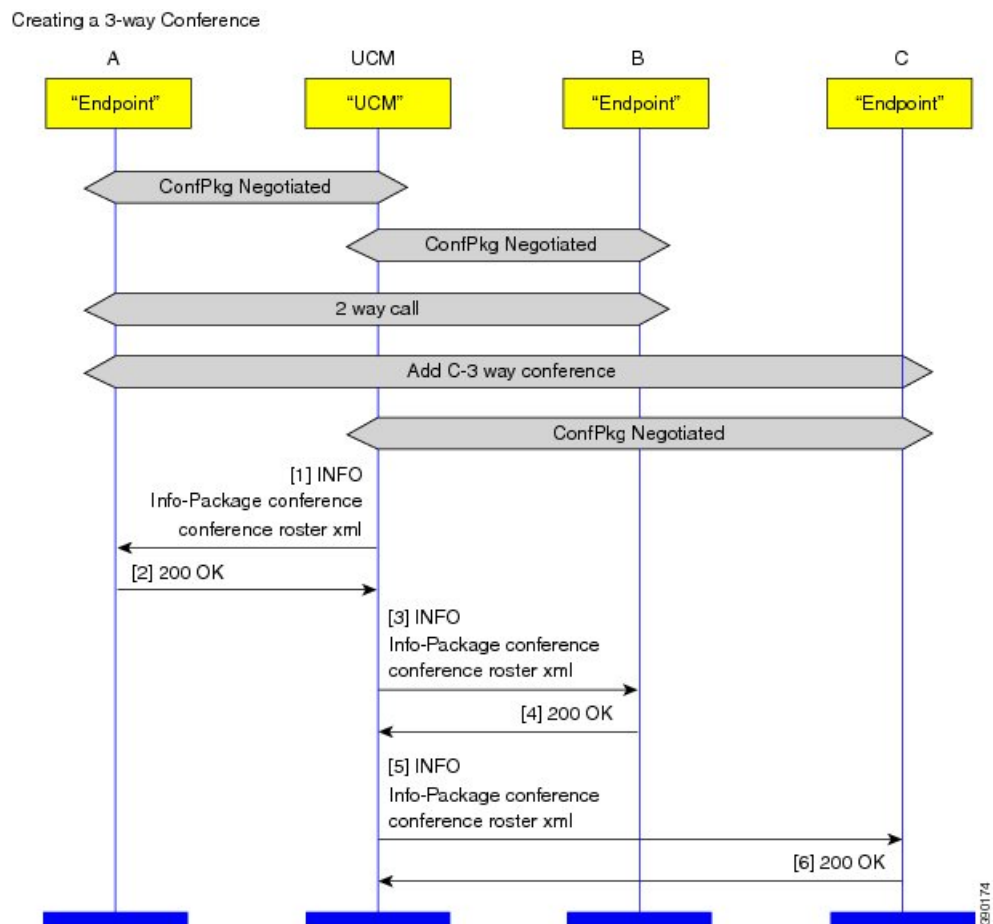 Creating a 3-way Conference
A
UCM
B
C
“Endpoint”
“UCM”
“Endpoint”
“Endpoint”
ConfPkg Negotiated
ConfPkg Negotiated
2 way call
Add C-3 way conference
ConfPkg Negotiated
[1] INFO
Info-Package conference
conference roster xml
[2] 200 OK
[3] INFO
Info-Package conference
conference roster xml
[4] 200 OK
[5] INFO
Info-Package conference
conference roster xml
[6] 200 OK
390174